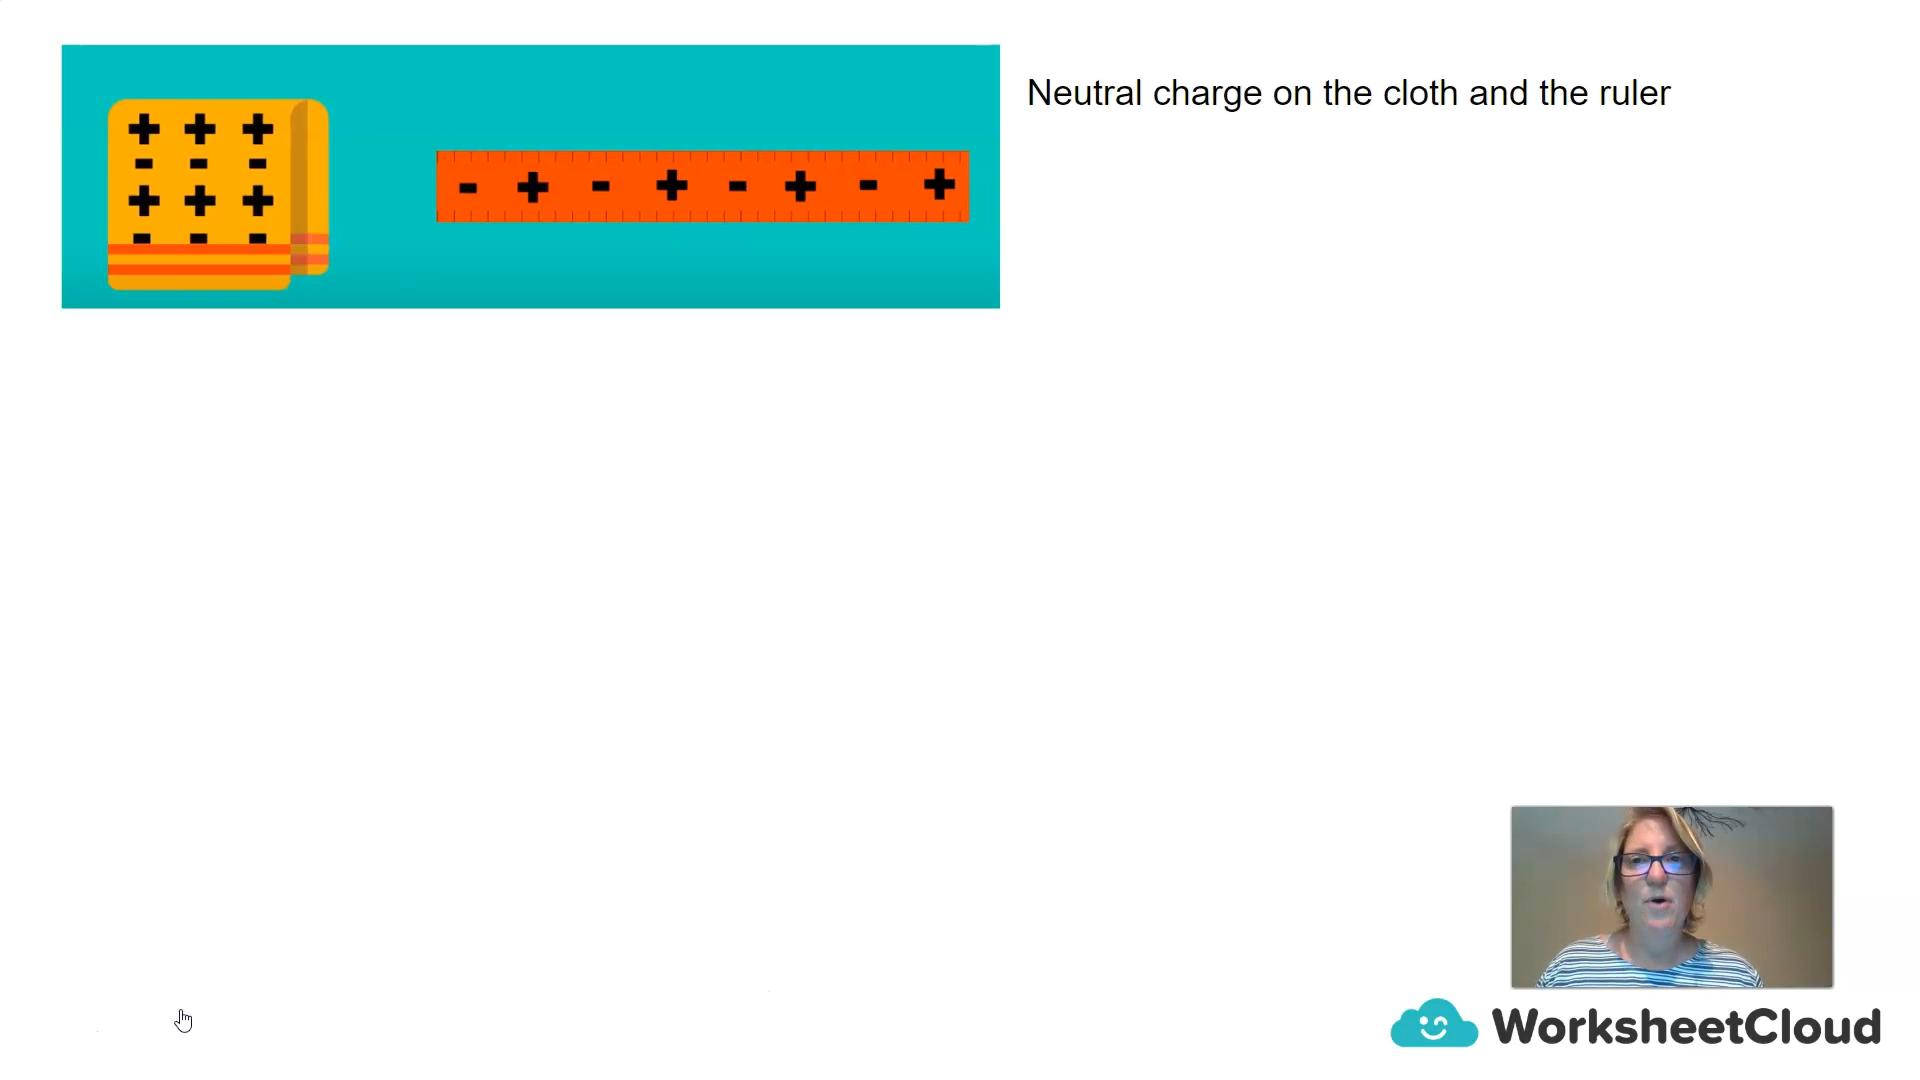 Neutral charge on the cloth and the ruler
+ + +
- - -
+ + +
- - -
- + - + - + - +
WorksheetCloud